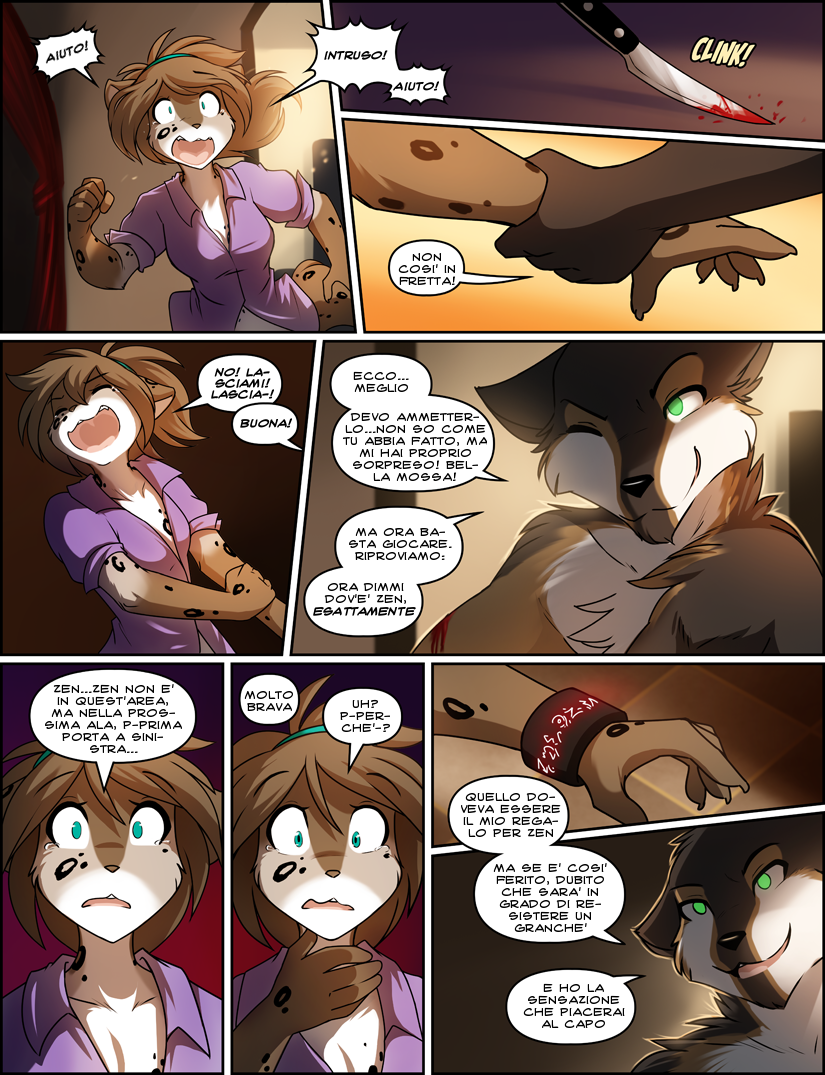 AIUTO!
INTRUSO!
AIUTO!
CLINK!
NON
COSI' IN
FRETTA!
NO! LA-
SCIAMI!
LASCIA-!
BUONA!
ECCO...
MEGLIO
DEVO AMMETTER-
LO...NON SO COME
TU ABBIA FATTO, MA
MI HAI PROPRIO
SORPRESO! BEL-
LA MOSSA!
MA ORA BA-
STA GIOCARE.
RIPROVIAMO:
ORA DIMMI
DOV'E' ZEN,
ESATTAMENTE
ZEN...ZEN NON E'
IN QUEST'AREA,
MA NELLA PROS-
SIMA ALA, P-PRIMA
PORTA A SINI-
STRA...
MOLTO
BRAVA
UH?
P-PER-
CHE'-?
QUELLO DO-
VEVA ESSERE
IL MIO REGA-
LO PER ZEN
MA SE E' COSI'
FERITO, DUBITO
CHE SARA' IN
GRADO DI RE-
SISTERE UN
GRANCHE'
E HO LA
SENSAZIONE
CHE PIACERAI
AL CAPO